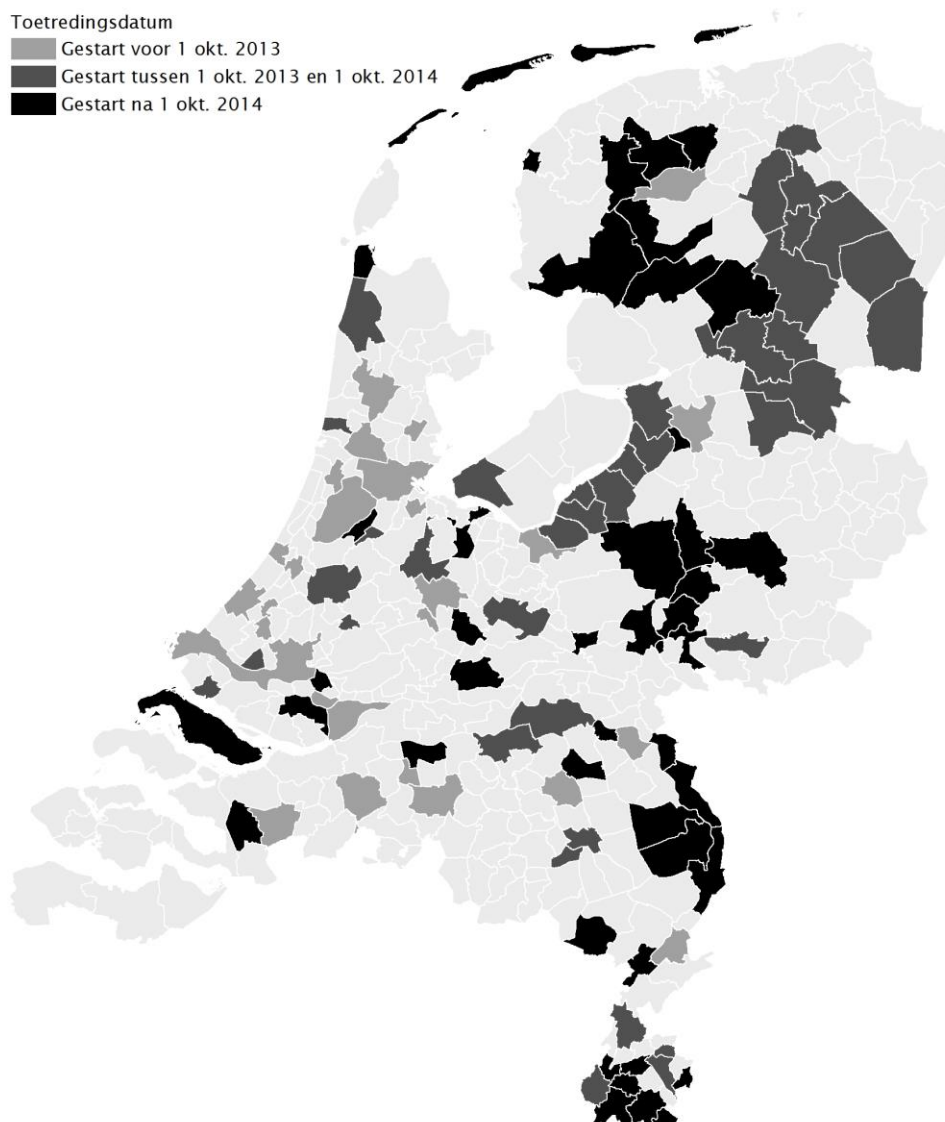 Toetredingsdatum
Gestart voor 1 okt. 2013
Gestart tussen 1 okt. 2013 en 1 okt. 2014
Gestart na 1 okt. 2014